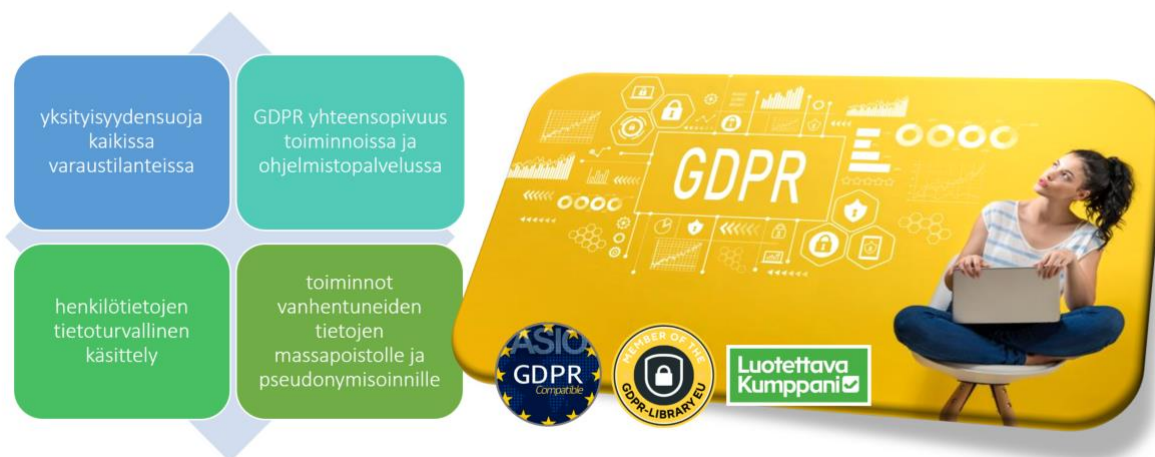 yksityisyydensuoja
kaikissa
varaustilanteissa
GDPR yhteensopivuus
toiminnoissa ja
ohjelmistopalvelussa
henkilötietojen
tietoturvallinen
käsittely
toiminnot
vanhentuneiden
tietojen
massapoistolle ja
pseudonymisoinnille
GDPR
ASIO
GDPR
Compatible
MEMBER OF THE
GDPR-LIBRARY EU
Luotettava
Kumppani